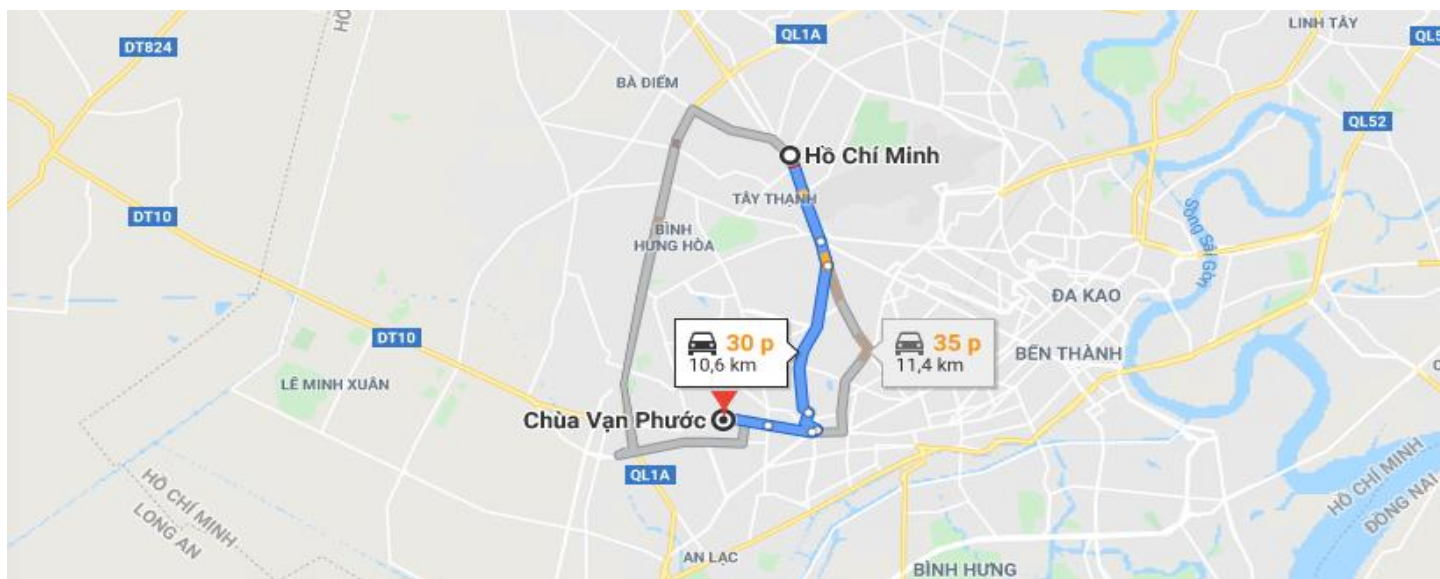 LINH TÂY
QL1A
DT824
BÀ ĐIỂM
QL52
Hồ Chí Minh
TÂY THẠNH
DT10
BÌNH
HƯNG HÒA
Sông Sài Gòn
ĐA KAO
DT10
30 p
10,6 km
35 p
11,4 km
BẾN THÀNH
LÊ MINH XUÂN
Chùa Vạn Phước
QL1A
HỒ CHÍ MINH
LONG AN
HỒ CHÍ MINH
ĐỒNG NAI
AN LẠC
BÌNH HƯNG